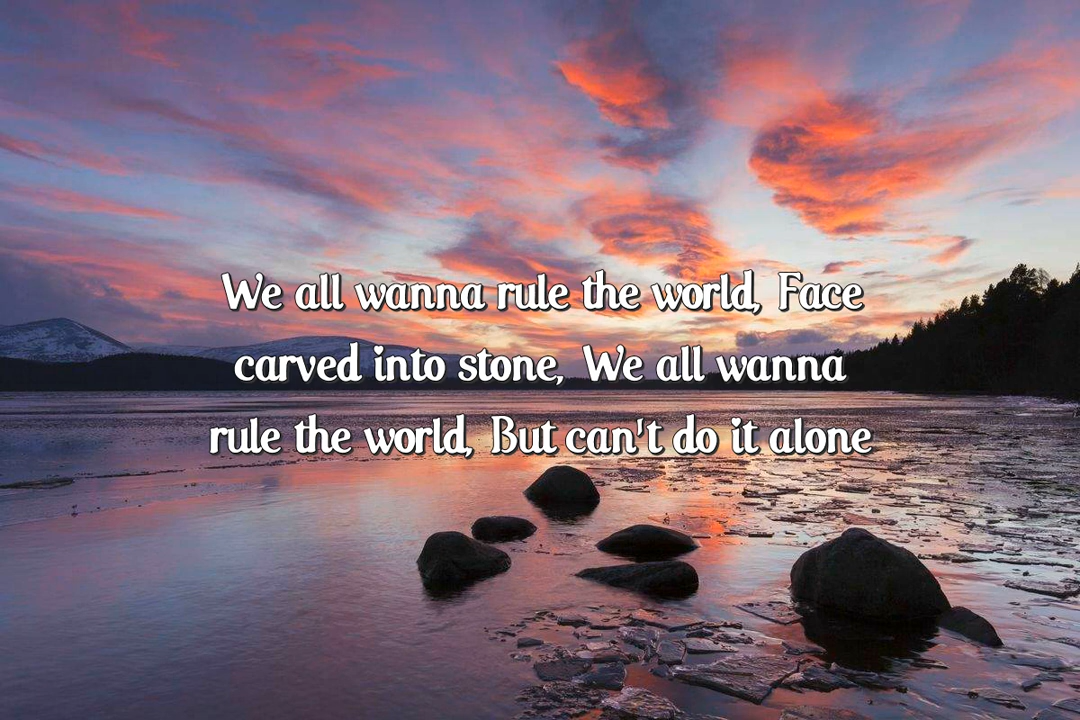 We all wanna rule the world, Face
carved into stone, We all wanna
rule the world, But can't do it alone